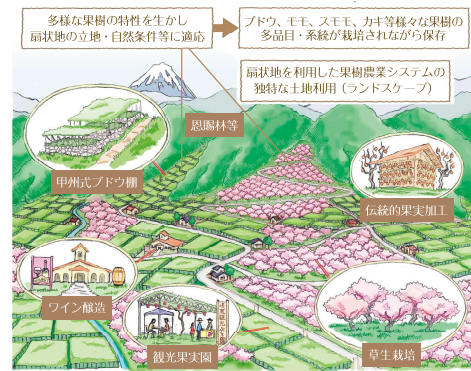 多様な果樹の特性を生かし
扇状地の立地・自然条件等に適応
ブドウ、モモ、スモモ、カキ等様々な果樹の
多品目・系統が栽培されながら保存
扇状地を利用した果樹農業システムの
独特な土地利用（ランドスケープ）
恩賜林等
甲州式ブドウ棚
伝統的果実加工
ワイン醸造
観光果実園
草生栽培